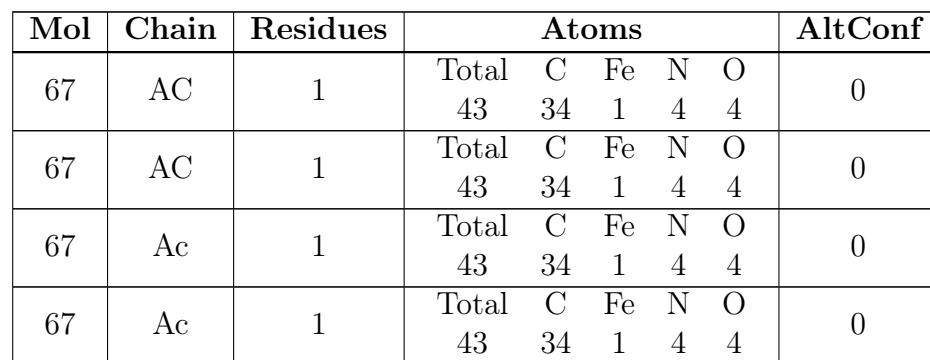 Mol Chain Residues Atoms AltConf
67 AC 1 Total C Fe N O 0
43 34 1 4 4
67 AC 1 Total C Fe N O 0
43 34 1 4 4
67 Ac 1 Total C Fe N O 0
43 34 1 4 4
67 Ac 1 Total C Fe N O 0
43 34 1 4 4